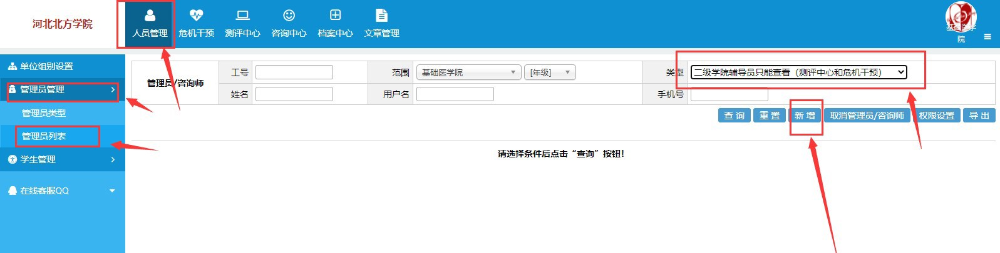 河北北方学院
人员管理 危机干预 测评中心 咨询中心 档案中心 文章管理
基础医学院
单位组别设置
管理员管理
管理员类型
管理员列表
学生管理
在线客服QQ
管理员/咨询师
工号 范围 基础医学院 [年级] 类型 二级学院辅导员只能查看（测评中心和危机干预）
姓名 用户名 手机号
查 询 重 置 新 增 取消管理员/咨询师 权限设置 导 出
请选择条件后点击“查询”按钮！